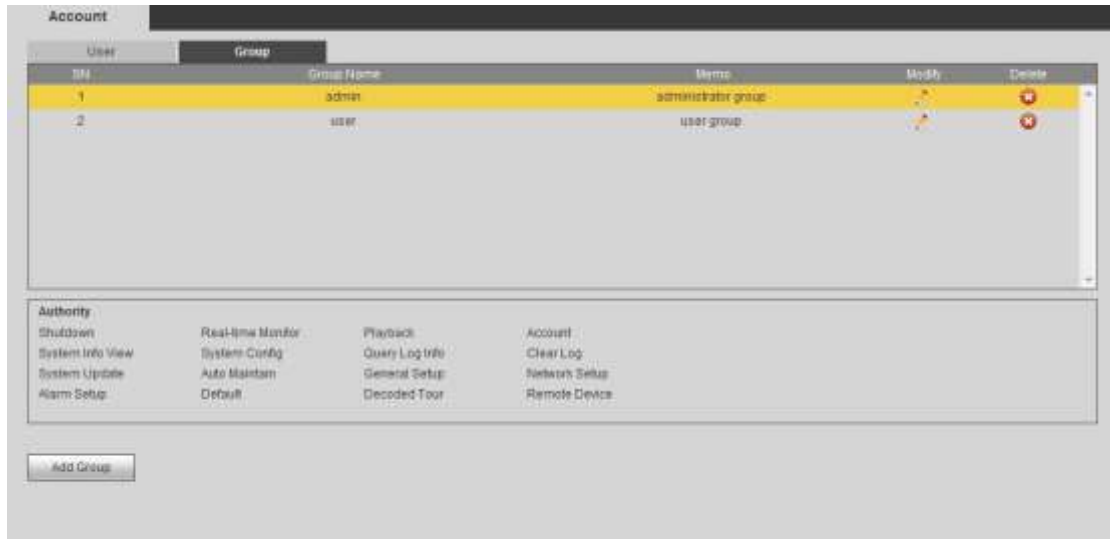 Account
User Group
SN Group Name Memo Modify Delete
1 admin administrator group
2 user user group
Authority
Shutdown Real-time Monitor Playback Account
System Info View System Config Query Log Info Clear Log
System Update Auto Maintain General Setup Network Setup
Alarm Setup Default Decoded Tour Remote Device
Add Group